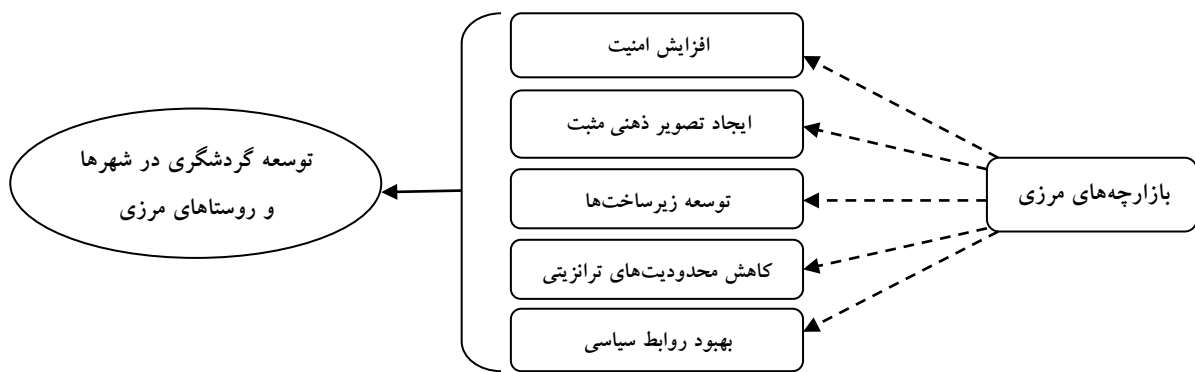 بازارچه‌های مرزی
افزایش امنیت
ایجاد تصویر ذهنی مثبت
توسعه زیرساخت‌ها
کاهش محدودیت‌های ترانزیتی
بهبود روابط سیاسی
توسعه گردشگری در شهرها
و روستاهای مرزی